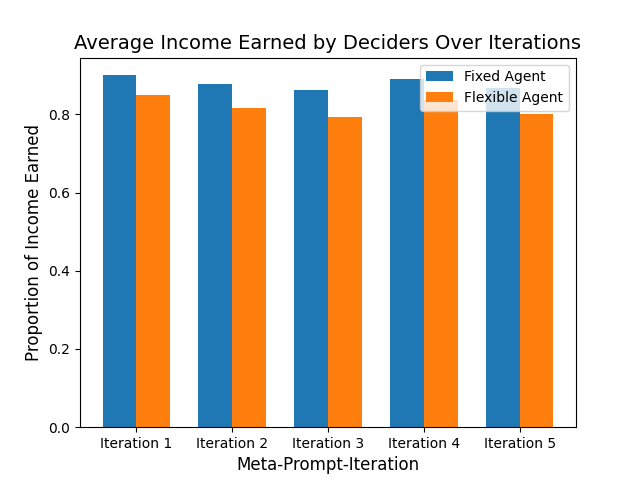 Average Income Earned by Deciders Over Iterations
Fixed Agent
Flexible Agent
Proportion of Income Earned
0.8
0.6
0.4
0.2
0.0
Iteration 1
Iteration 2
Iteration 3
Iteration 4
Iteration 5
Meta-Prompt-Iteration